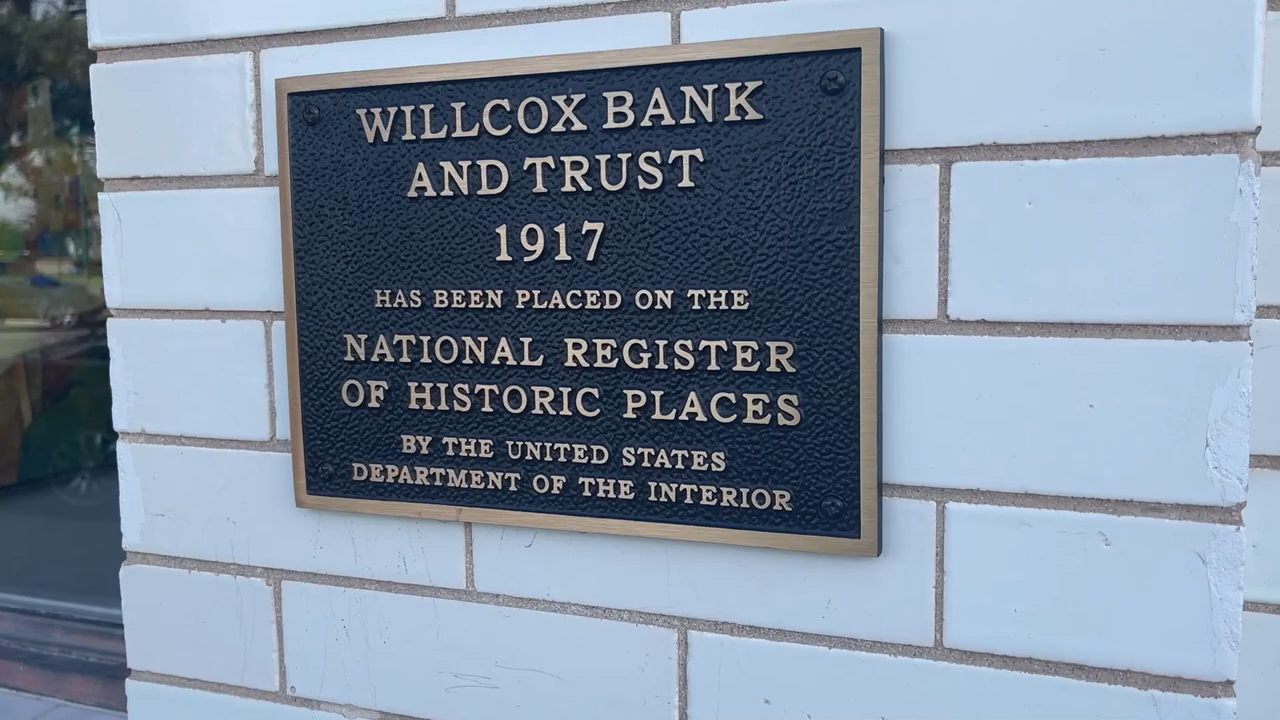 WILLCOX BANK
AND TRUST
1917
HAS BEEN PLACED ON THE
NATIONAL REGISTER
OF HISTORIC PLACES
BY THE UNITED STATES
DEPARTMENT OF THE INTERIOR